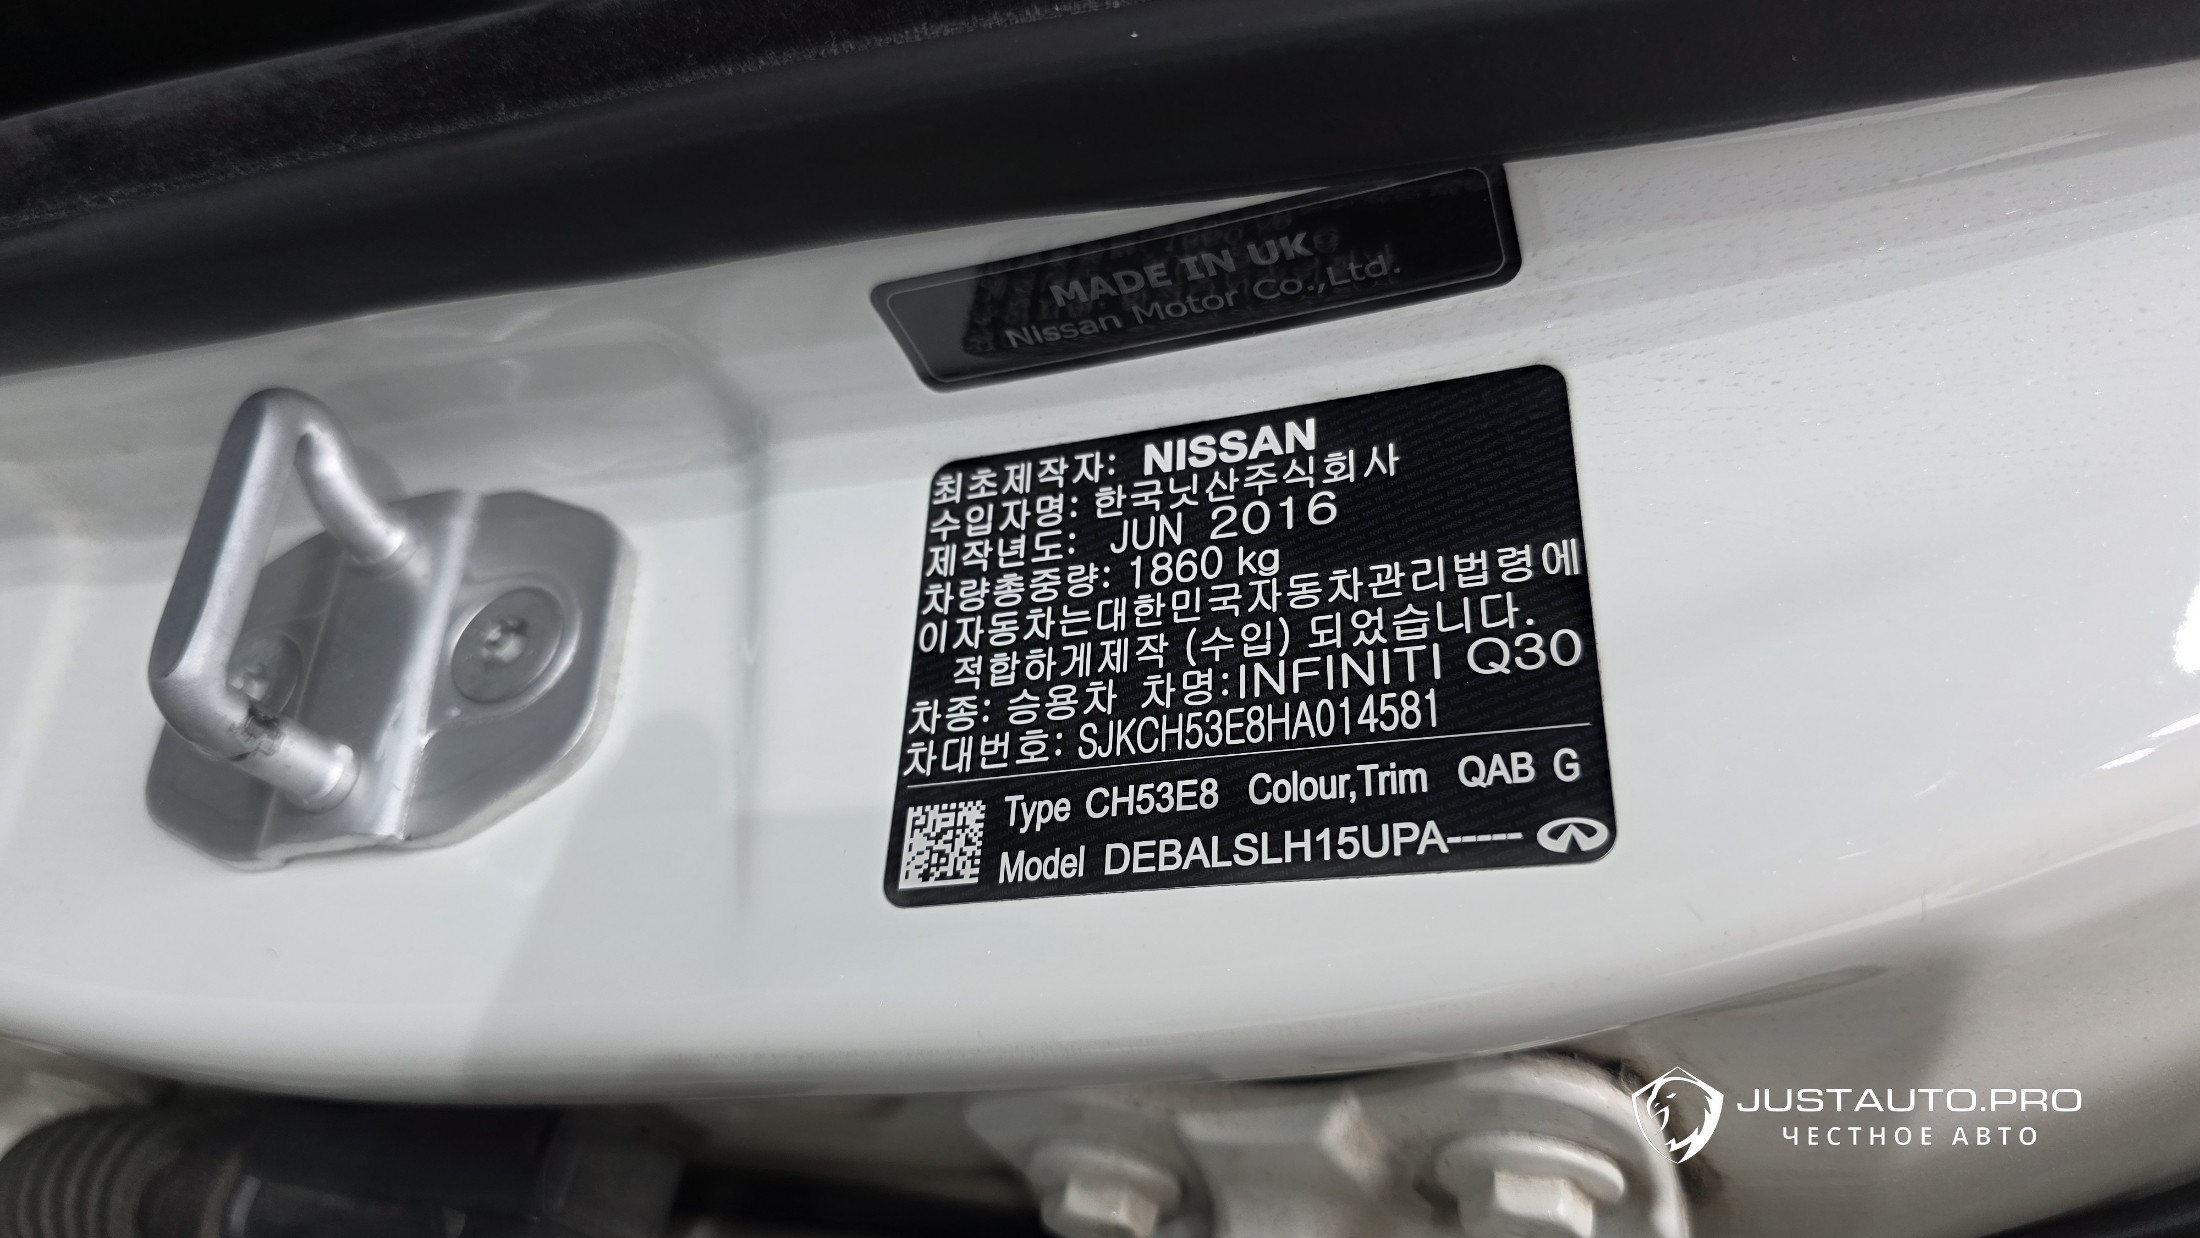 MADE IN UK
Nissan Motor Co.,Ltd.
최초제작자: NISSAN
수입자명: 한국닛산주식회사
제작년도: JUN 2016
차량총중량: 1860 kg
이자동차는대한민국자동차관리법령에
적합하게제작 (수입) 되었습니다.
차종: 승용차 차명:INFINITI Q30
차대번호: SJKCH53E8HA014581
Type CH53E8 Colour,Trim QAB G
Model DEBALSLH15UPA-----
JUSTAUTO.PRO
ЧЕСТНОЕ АВТО